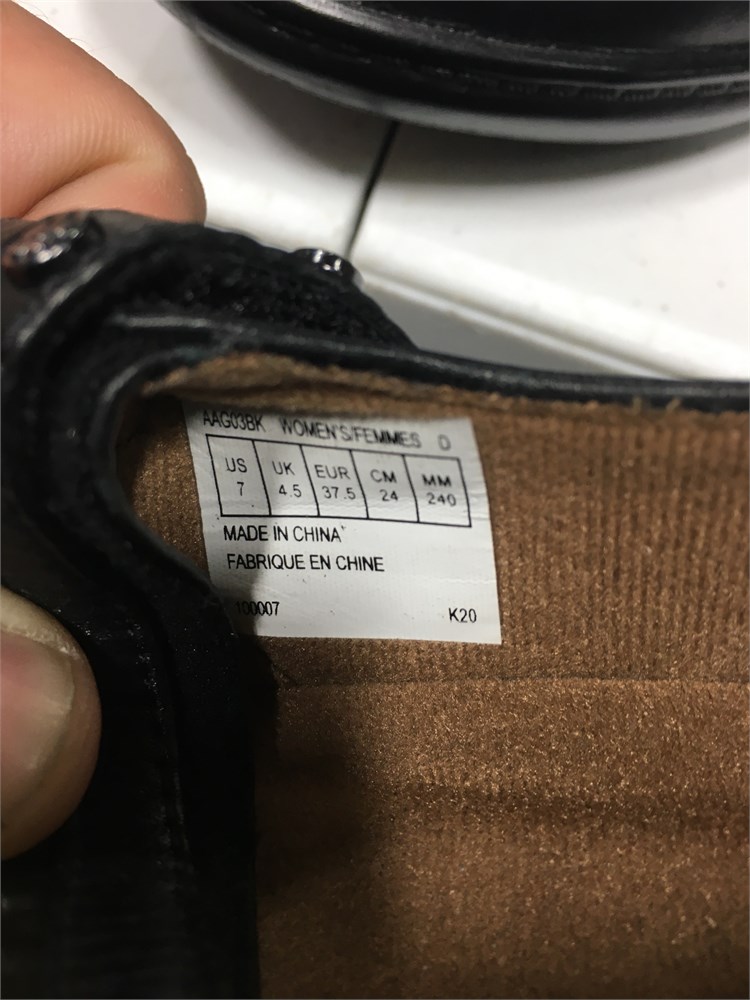 AAG03BK WOMEN'S/FEMMES D
US UK EUR CM MM
7 4.5 37.5 24 240
MADE IN CHINA
FABRIQUE EN CHINE
100007 K20